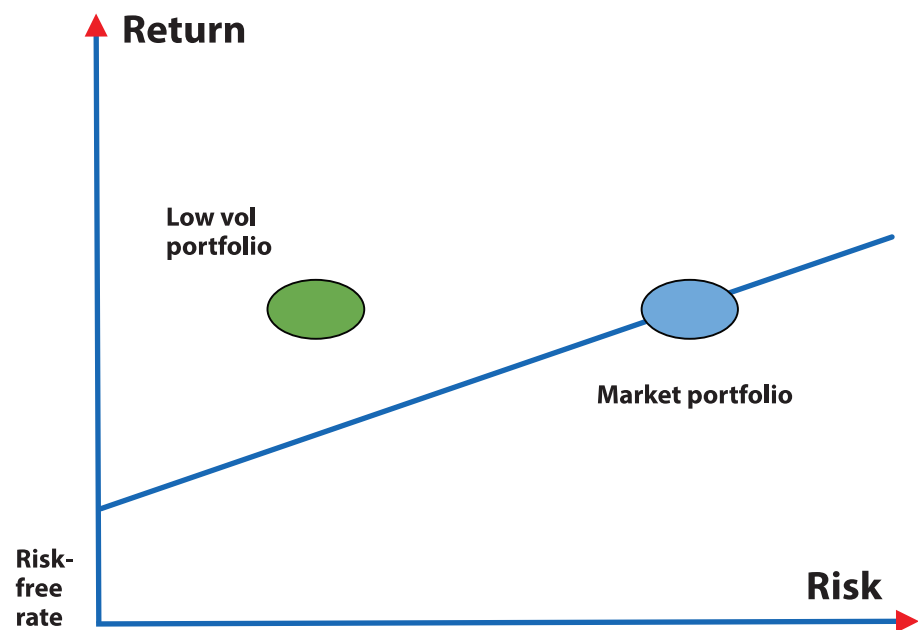 Return
Low vol
portfolio
Market portfolio
Risk-
free
rate
Risk